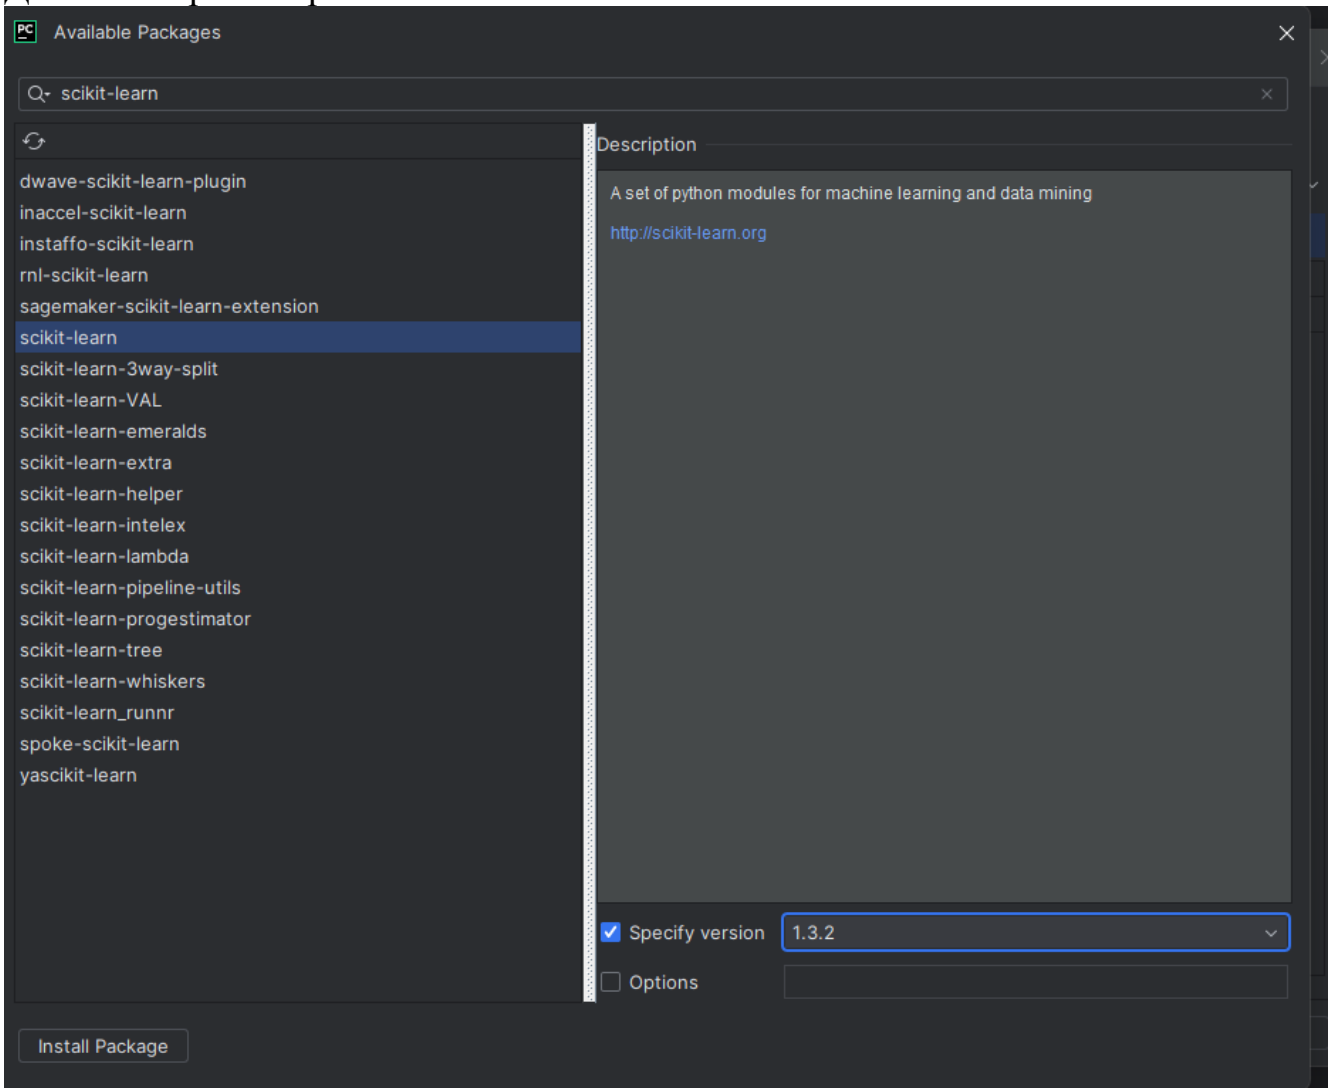 PC Available Packages
scikit-learn
dwave-scikit-learn-plugin
inaccel-scikit-learn
instaffo-scikit-learn
rnl-scikit-learn
sagemaker-scikit-learn-extension
scikit-learn
scikit-learn-3way-split
scikit-learn-VAL
scikit-learn-emeralds
scikit-learn-extra
scikit-learn-helper
scikit-learn-intelex
scikit-learn-lambda
scikit-learn-pipeline-utils
scikit-learn-progestimator
scikit-learn-tree
scikit-learn-whiskers
scikit-learn_runnr
spoke-scikit-learn
yascikit-learn
Description
A set of python modules for machine learning and data mining
http://scikit-learn.org
Specify version 1.3.2
Options
Install Package